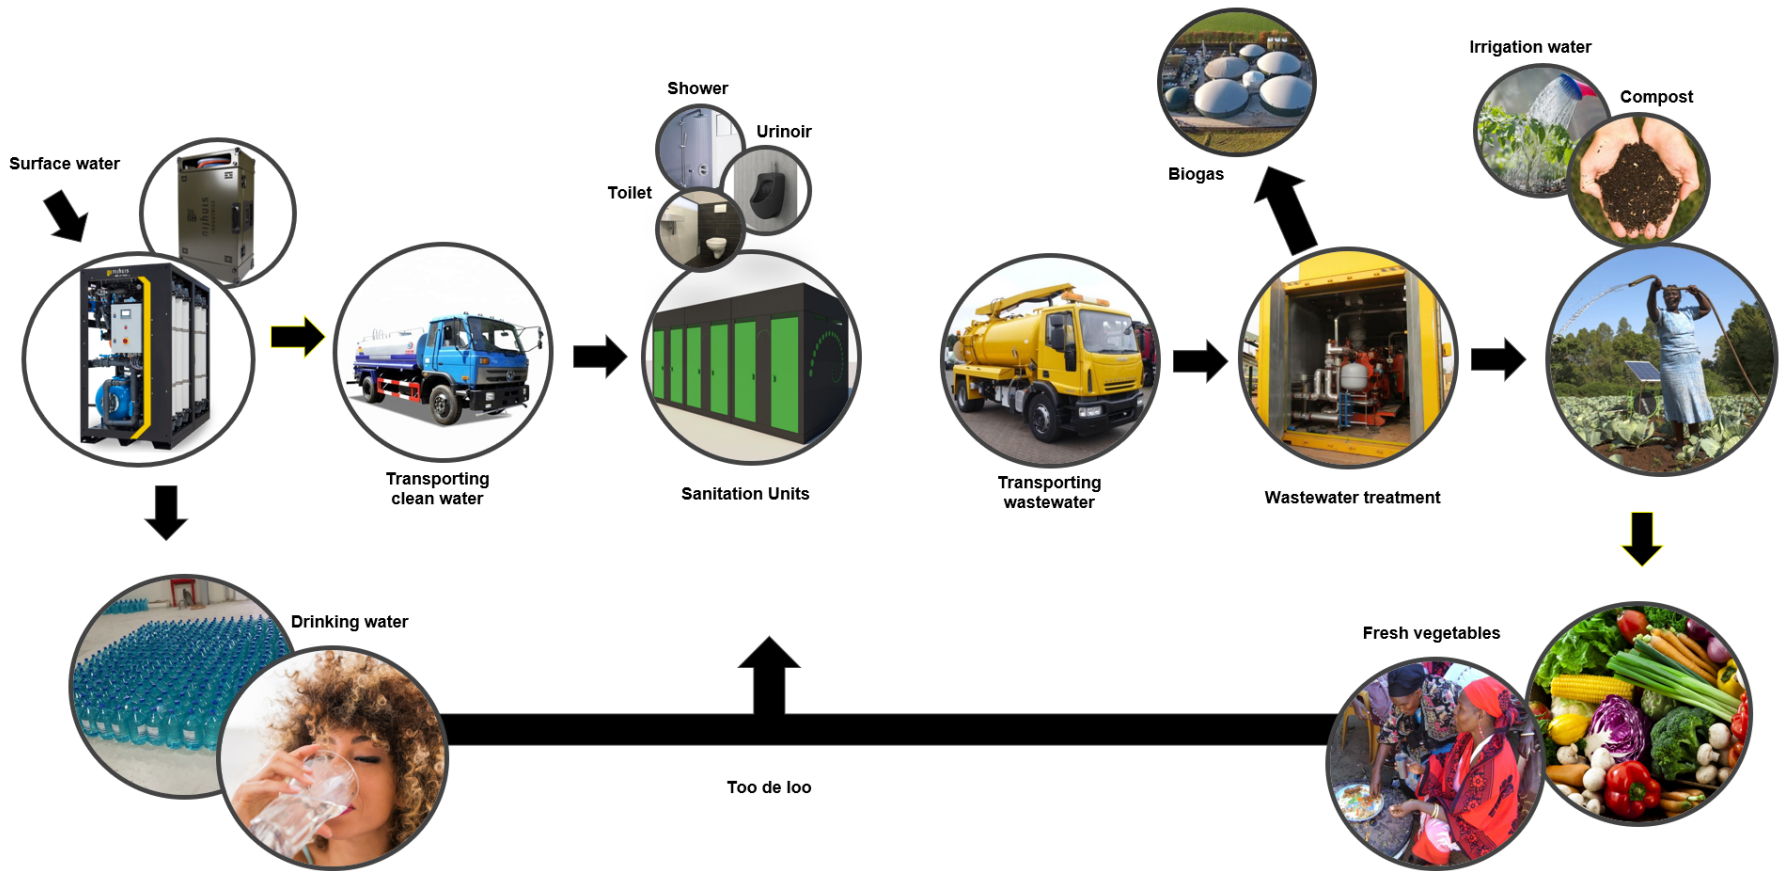 Surface water
nijhuis
Transporting
clean water
Shower
Urinoir
Toilet
Sanitation Units
Transporting
wastewater
Biogas
Wastewater treatment
Irrigation water
Compost
Drinking water
Too de loo
Fresh vegetables